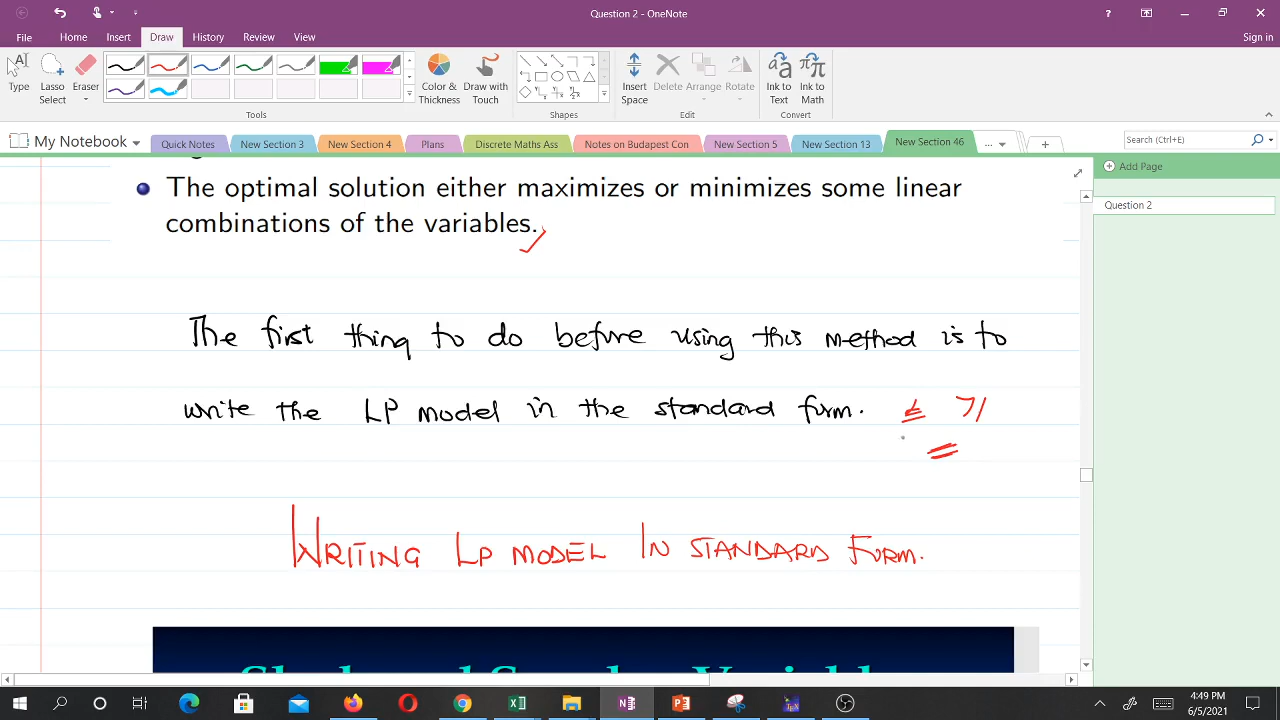 Question 2 - OneNote
?
File Home Insert Draw History Review View
Sign in
Type
Lasso Select
Eraser
Color & Thickness
Draw with Touch
Insert Space
Delete
Arrange
Rotate
Ink to Text
Ink to Math
Tools
Shapes
Edit
Convert
My Notebook
Quick Notes
New Section 3
New Section 4
Plans
Discrete Maths Ass
Notes on Budapest Con
New Section 5
New Section 13
New Section 46
...
Search (Ctrl+E)
Add Page
Question 2
The optimal solution either maximizes or minimizes some linear
combinations of the variables.
The first thing to do before using this method is to
write the LP model in the standard form. ≤ ≥
=
WRITING LP MODEL IN STANDARD FORM.
4:49 PM
6/5/2021